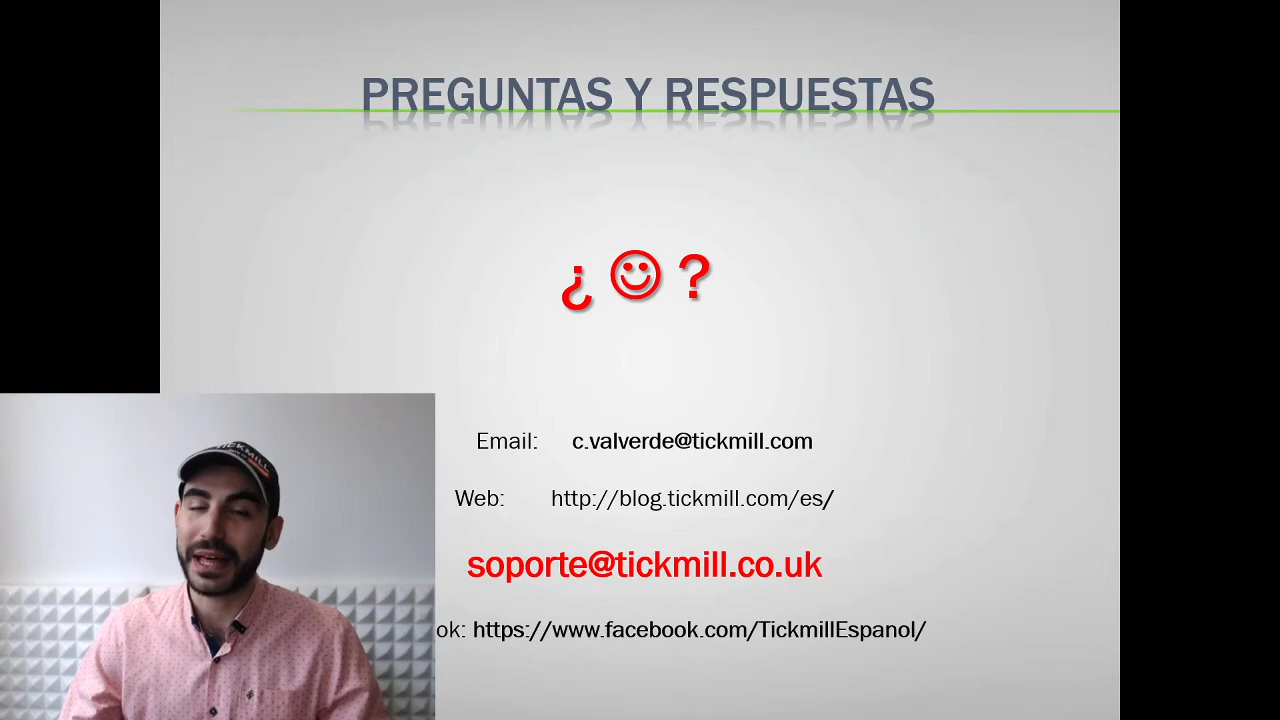 PREGUNTAS Y RESPUESTAS
¿☺?
Email: c.valverde@tickmill.com
Web: http://blog.tickmill.com/es/
soporte@tickmill.co.uk
ok: https://www.facebook.com/TickmillEspanol/
TICKMILL